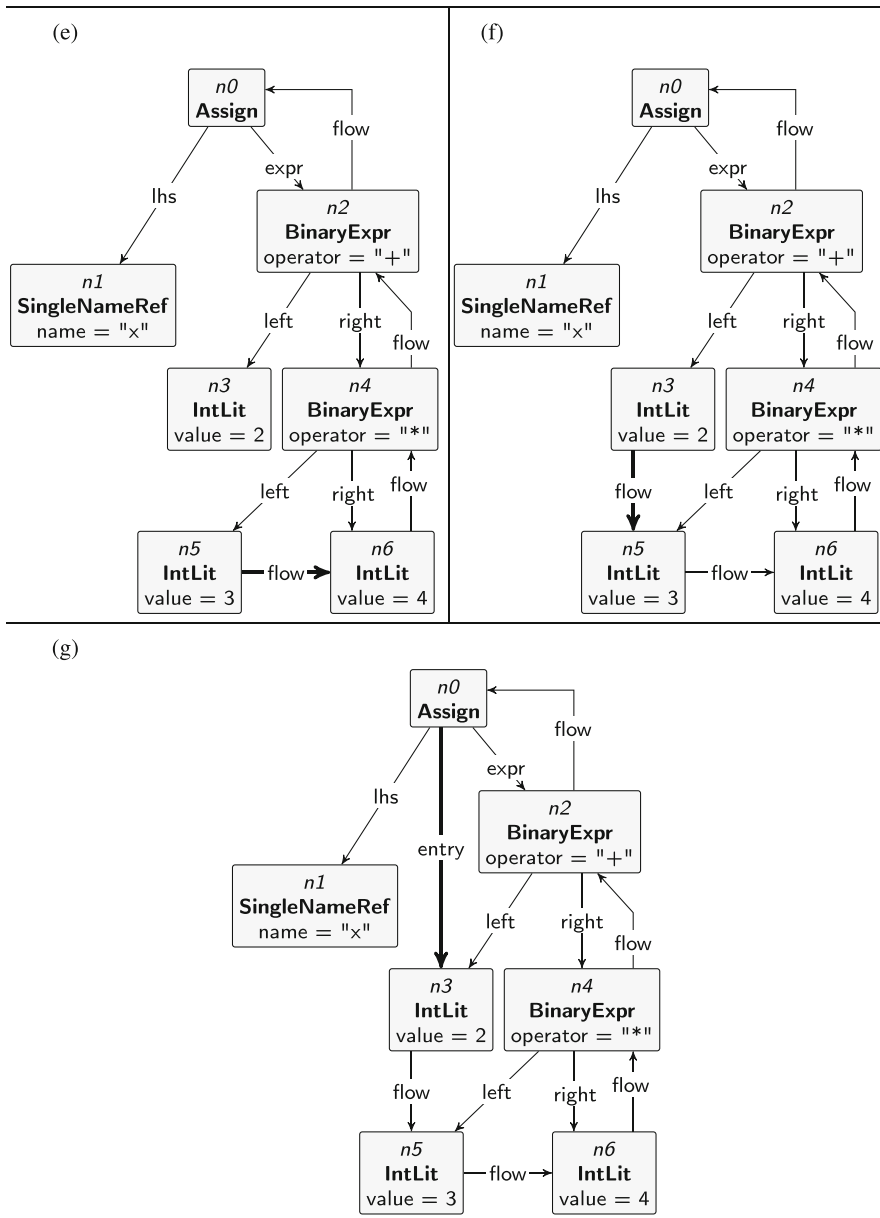 (e)
n0
Assign
flow
expr
lhs
n2
BinaryExpr
operator = "+"
n1
SingleNameRef
name = "x"
left
right
flow
n3
IntLit
value = 2
n4
BinaryExpr
operator = "*"
left
right
flow
n5
IntLit
value = 3
flow
n6
IntLit
value = 4
(f)
n0
Assign
flow
expr
lhs
n2
BinaryExpr
operator = "+"
n1
SingleNameRef
name = "x"
left
right
flow
n3
IntLit
value = 2
n4
BinaryExpr
operator = "*"
flow
left
right
flow
n5
IntLit
value = 3
flow
n6
IntLit
value = 4
(g)
n0
Assign
flow
expr
lhs
n2
BinaryExpr
operator = "+"
entry
n1
SingleNameRef
name = "x"
left
right
flow
n3
IntLit
value = 2
n4
BinaryExpr
operator = "*"
flow
left
right
flow
n5
IntLit
value = 3
flow
n6
IntLit
value = 4